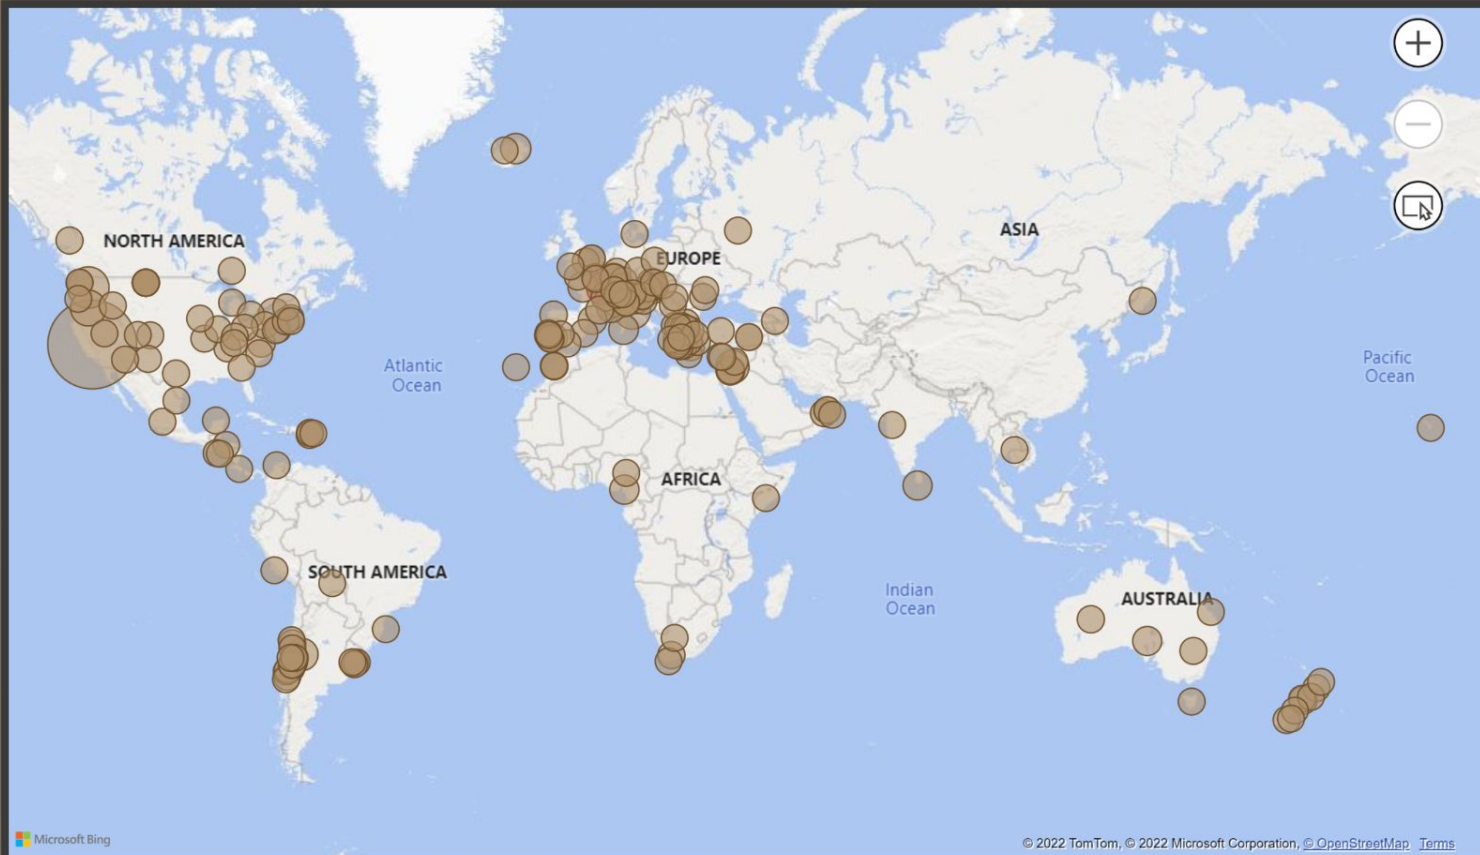 NORTH AMERICA
EUROPE
ASIA
Atlantic
Ocean
Pacific
Ocean
AFRICA
SOUTH AMERICA
Indian
Ocean
AUSTRALIA
Microsoft Bing
© 2022 TomTom, © 2022 Microsoft Corporation, © OpenStreetMap Terms